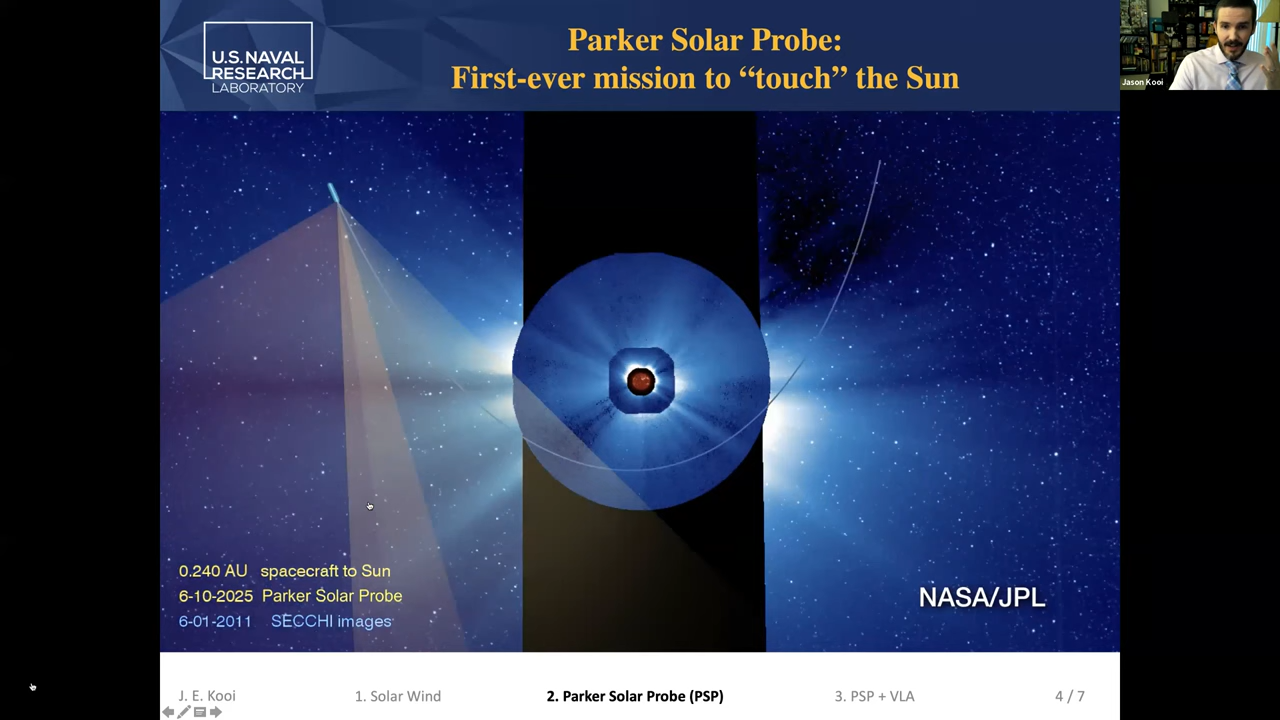 U.S. NAVAL
RESEARCH
LABORATORY
Parker Solar Probe:
First-ever mission to “touch” the Sun
Jason Kooi
0.240 AU spacecraft to Sun
6-10-2025 Parker Solar Probe
6-01-2011 SECCHI images
NASA/JPL
J. E. Kooi
1. Solar Wind
2. Parker Solar Probe (PSP)
3. PSP + VLA
4 / 7